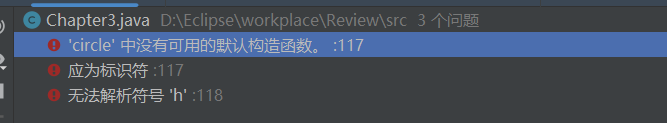 Chapter3.java D:\Eclipse\workplace\Review\src 3 个问题
'circle' 中没有可用的默认构造函数。 :117
应为标识符 :117
无法解析符号 'h' :118